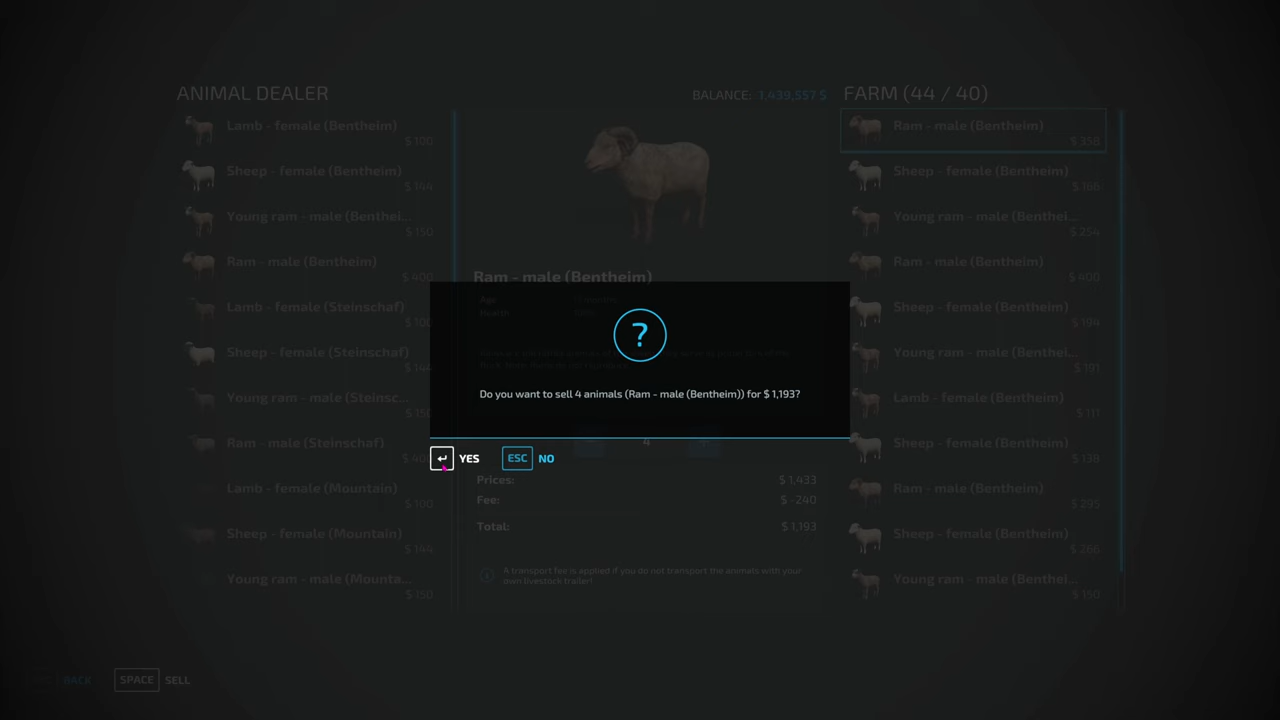 ANIMAL DEALER
BALANCE: 1,439,557 $
FARM (44 / 40)
Lamb - female (Bentheim)
$ 100
Sheep - female (Bentheim)
$ 144
Young ram - male (Benthei...
$ 150
Ram - male (Bentheim)
$ 400
Lamb - female (Steinschaf)
$ 100
Sheep - female (Steinschaf)
Young ram - male (Steinsc...
Ram - male (Steinschaf)
Lamb - female (Mountain)
$ 100
Sheep - female (Mountain)
$ 144
Young ram - male (Mounta...
$ 150
Ram - male (Bentheim)
Age
Health
?
Do you want to sell 4 animals (Ram - male (Bentheim)) for $ 1,193?
4
↵ YES
ESC NO
Prices: $ 1,433
Fee: $ -240
Total: $ 1,193
A transport fee is applied if you do not transport the animals with your
own livestock trailer!
Ram - male (Bentheim)
$ 358
Sheep - female (Bentheim)
Young ram - male (Benthei...
$ 254
Ram - male (Bentheim)
Sheep - female (Bentheim)
$ 194
Young ram - male (Benthei...
$ 191
Lamb - female (Bentheim)
$ 111
Sheep - female (Bentheim)
$ 138
Ram - male (Bentheim)
$ 295
Sheep - female (Bentheim)
$ 266
Young ram - male (Benthei...
$ 150
BACK
SPACE SELL